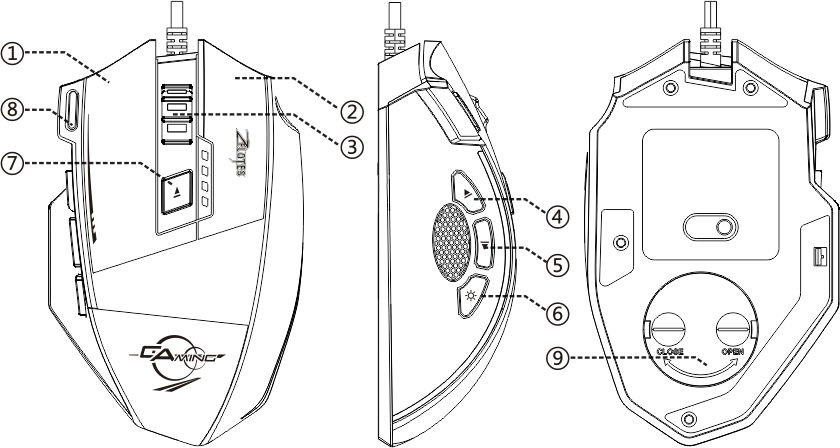 ①
⑧
⑦
②
③
ZELOTES
GAMING
④
⑤
⑥
⑨
CLOSE
OPEN